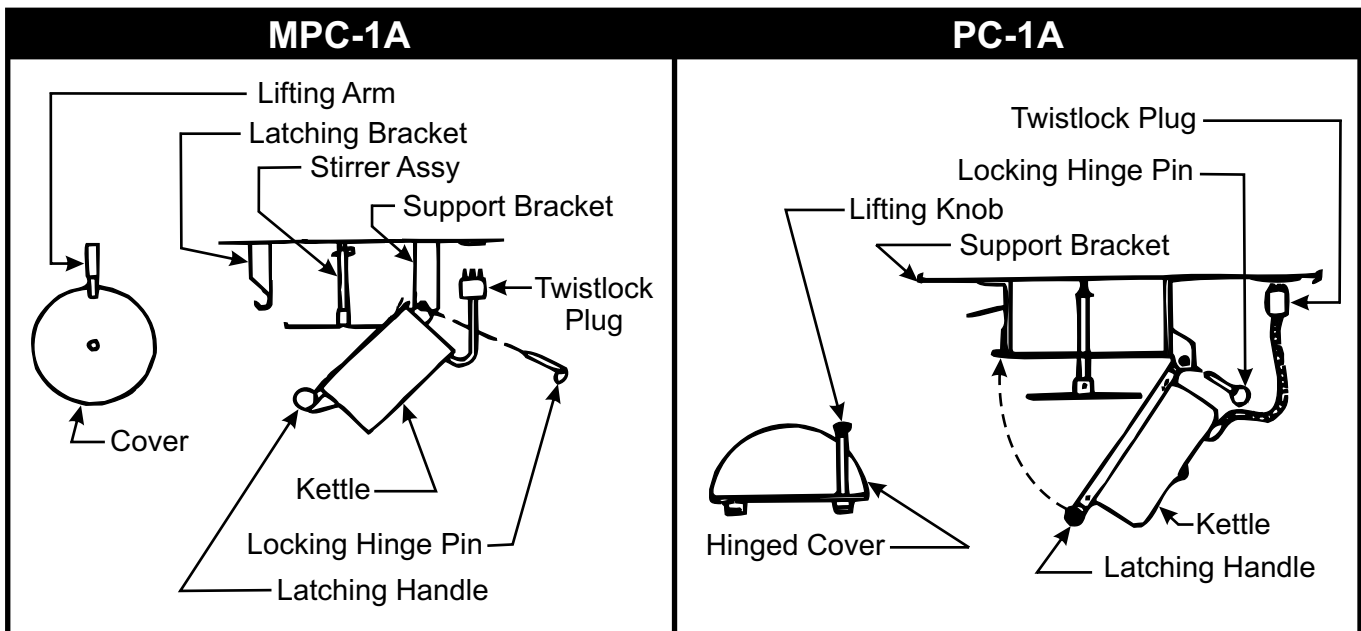 MPC-1A
Lifting Arm
Latching Bracket
Stirrer Assy
Support Bracket
Twistlock
Plug
Cover
Kettle
Locking Hinge Pin
Latching Handle
PC-1A
Twistlock Plug
Locking Hinge Pin
Lifting Knob
Support Bracket
Hinged Cover
Kettle
Latching Handle